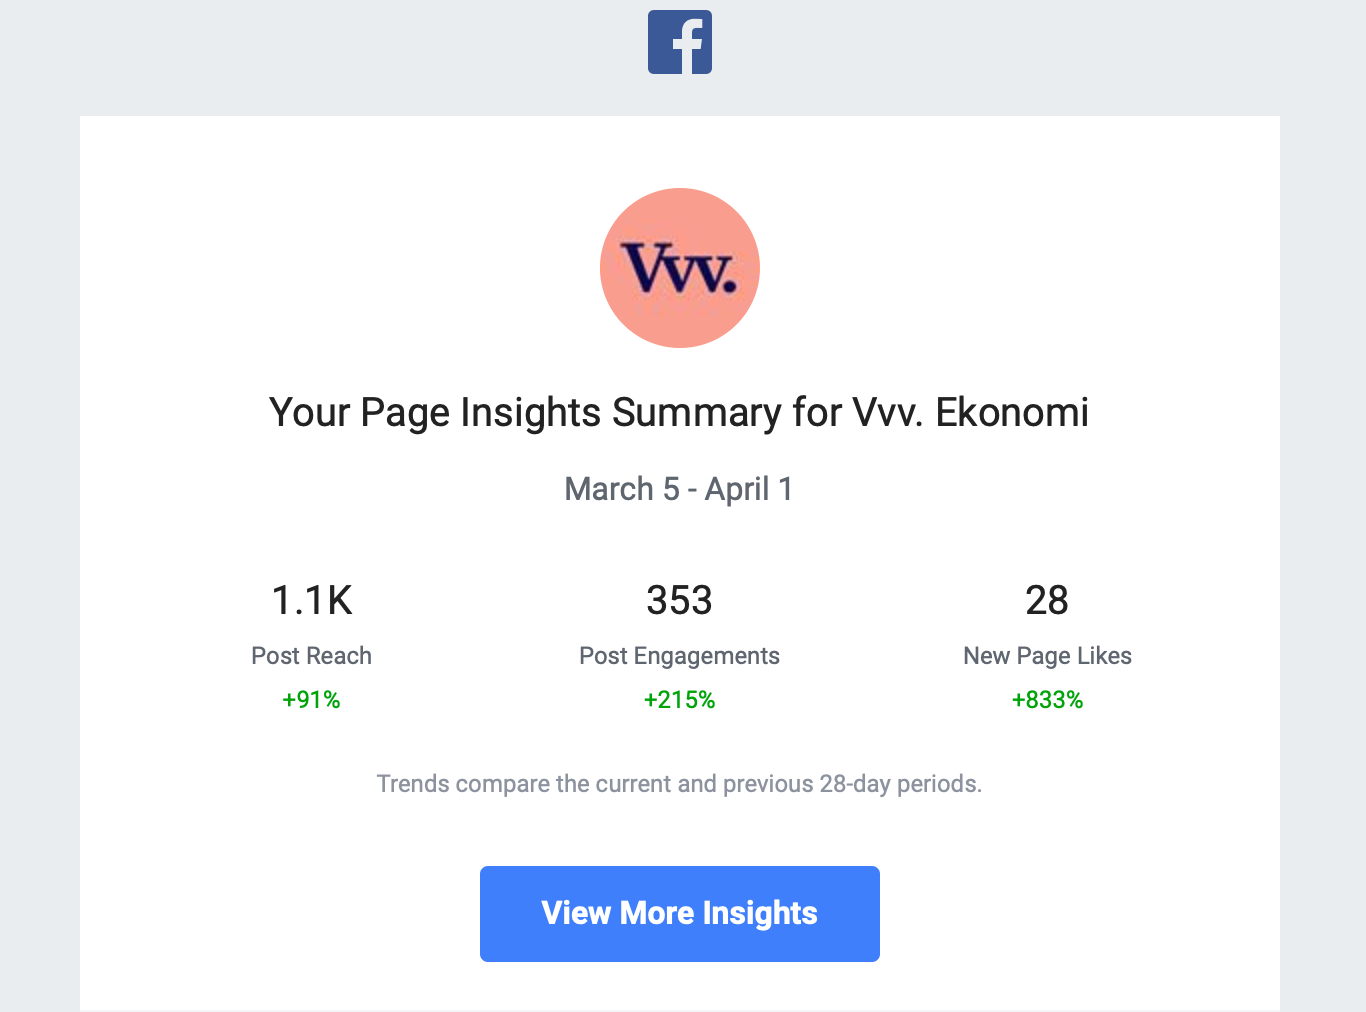 f
Vvv.
Your Page Insights Summary for Vvv. Ekonomi
March 5 - April 1
1.1K
Post Reach
+91%
353
Post Engagements
+215%
28
New Page Likes
+833%
Trends compare the current and previous 28-day periods.
View More Insights